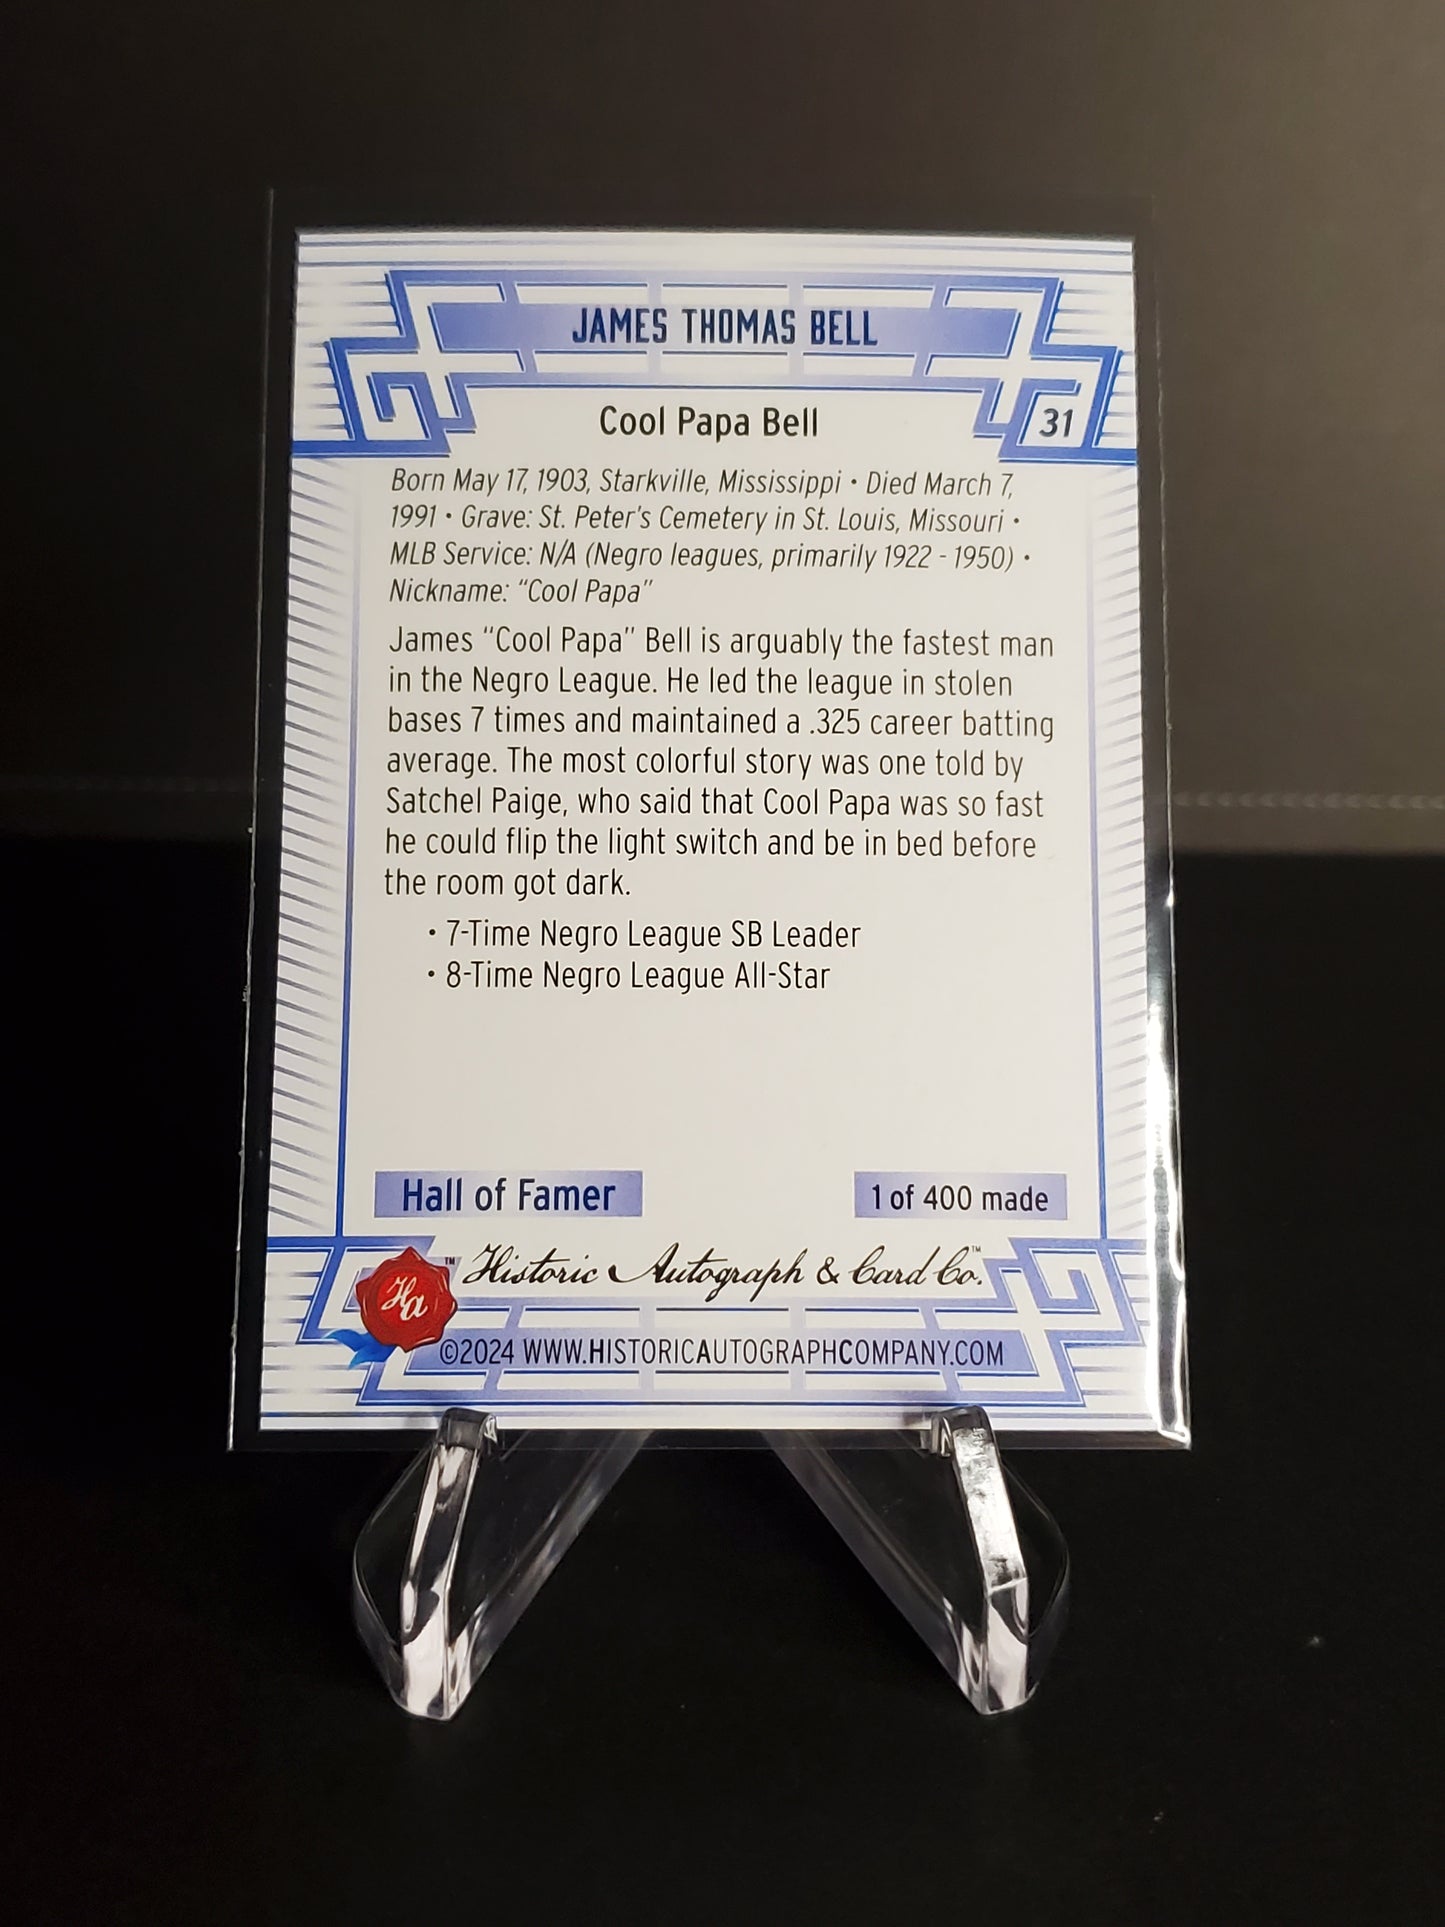 JAMES THOMAS BELL
Cool Papa Bell
31
Born May 17, 1903, Starkville, Mississippi • Died March 7,
1991 • Grave: St. Peter's Cemetery in St. Louis, Missouri •
MLB Service: N/A (Negro leagues, primarily 1922 - 1950) •
Nickname: “Cool Papa”
James “Cool Papa” Bell is arguably the fastest man
in the Negro League. He led the league in stolen
bases 7 times and maintained a .325 career batting
average. The most colorful story was one told by
Satchel Paige, who said that Cool Papa was so fast
he could flip the light switch and be in bed before
the room got dark.
• 7-Time Negro League SB Leader
• 8-Time Negro League All-Star
Hall of Famer
1 of 400 made
Ha ™ Historic Autograph & Card Co.™
©2024 WWW.HISTORICAUTOGRAPHCOMPANY.COM